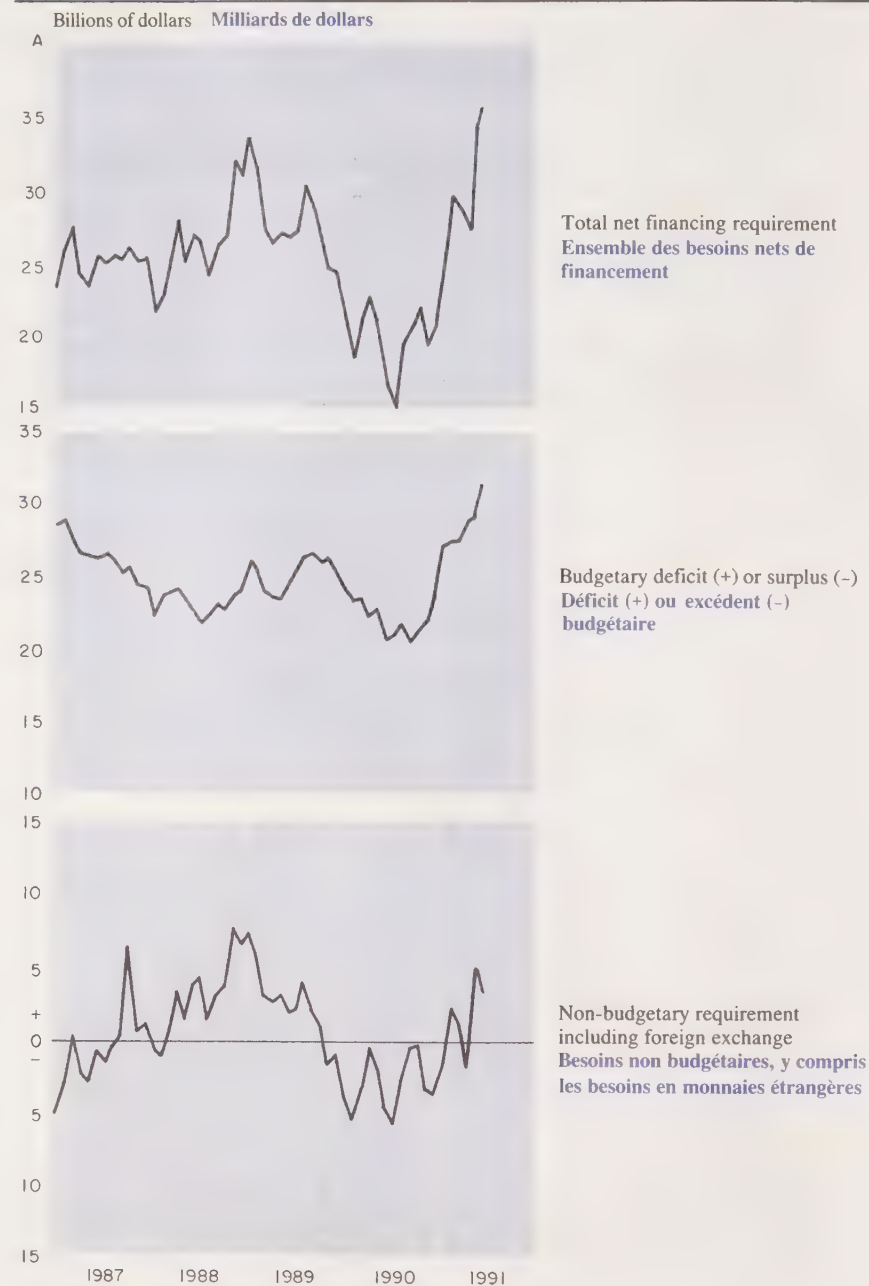 Billions of dollars Milliards de dollars
A
35
30
25
20
15
Total net financing requirement
Ensemble des besoins nets de
financement
35
30
25
20
15
10
Budgetary deficit (+) or surplus (-)
Déficit (+) ou excédent (-)
budgétaire
15
10
5
+
0
-
5
10
15
Non-budgetary requirement
including foreign exchange
Besoins non budgétaires, y compris
les besoins en monnaies étrangères
1987 1988 1989 1990 1991